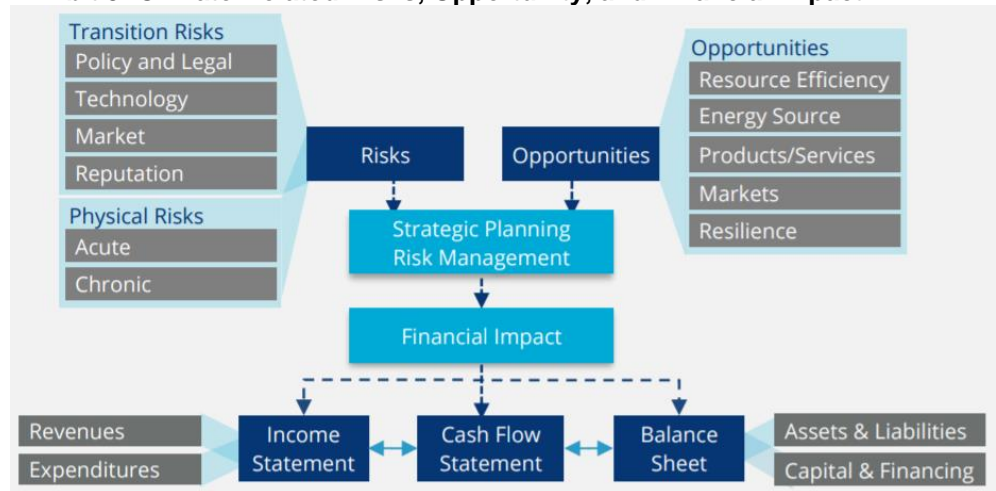 Transition Risks
Policy and Legal
Technology
Market
Reputation
Physical Risks
Acute
Chronic
Risks
Opportunities
Opportunities
Resource Efficiency
Energy Source
Products/Services
Markets
Resilience
Strategic Planning
Risk Management
Financial Impact
Revenues
Expenditures
Income
Statement
Cash Flow
Statement
Balance
Sheet
Assets & Liabilities
Capital & Financing